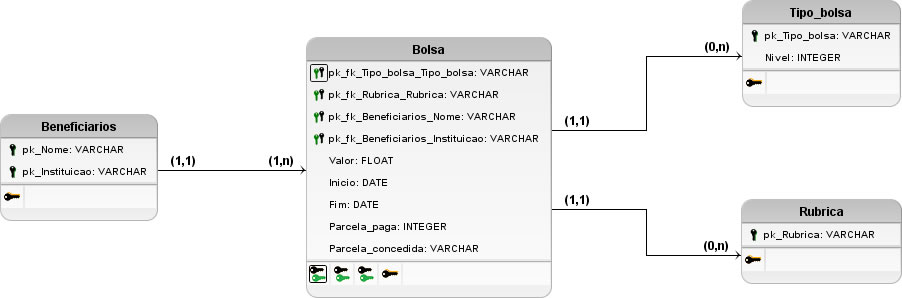 Beneficiarios
pk_Nome: VARCHAR
pk_Instituicao: VARCHAR
(1,1)
(1,n)
Bolsa
pk_fk_Tipo_bolsa_Tipo_bolsa: VARCHAR
pk_fk_Rubrica_Rubrica: VARCHAR
pk_fk_Beneficiarios_Nome: VARCHAR
pk_fk_Beneficiarios_Instituicao: VARCHAR
Valor: FLOAT
Inicio: DATE
Fim: DATE
Parcela_paga: INTEGER
Parcela_concedida: VARCHAR
(1,1)
(0,n)
Tipo_bolsa
pk_Tipo_bolsa: VARCHAR
Nivel: INTEGER
(1,1)
(0,n)
Rubrica
pk_Rubrica: VARCHAR